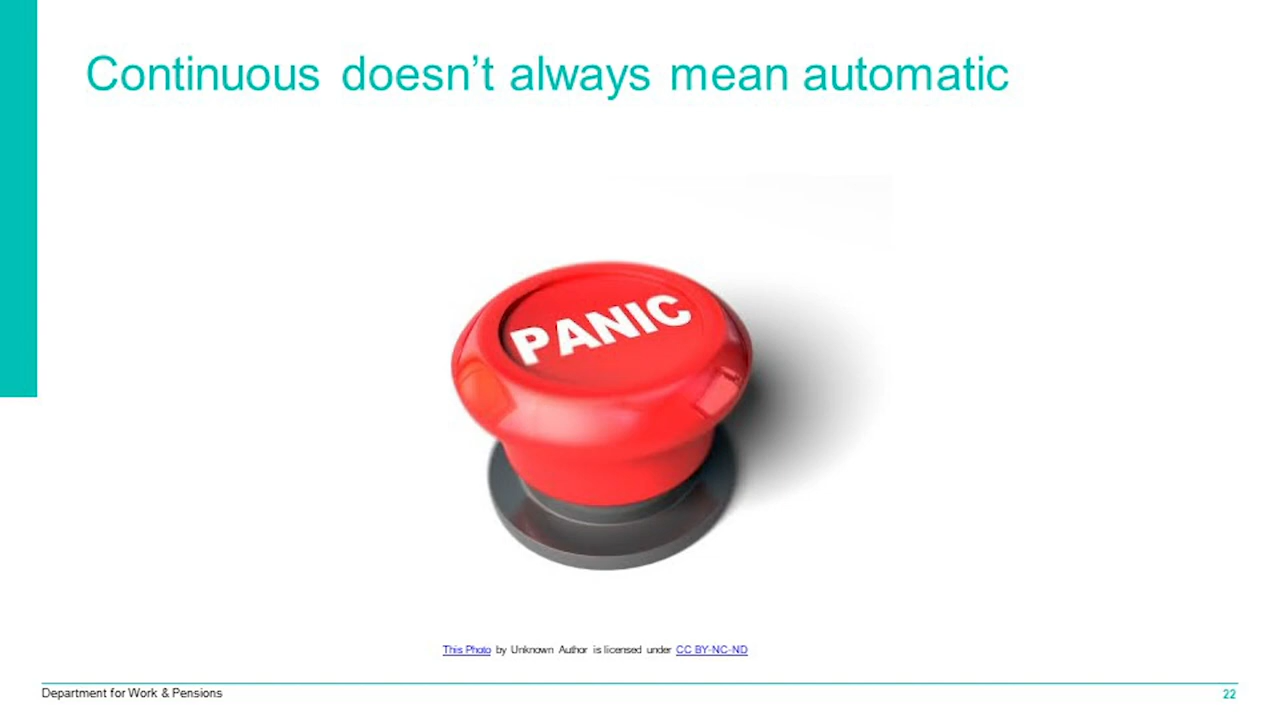 Continuous doesn’t always mean automatic
PANIC
This Photo by Unknown Author is licensed under CC BY-NC-ND
Department for Work & Pensions
22